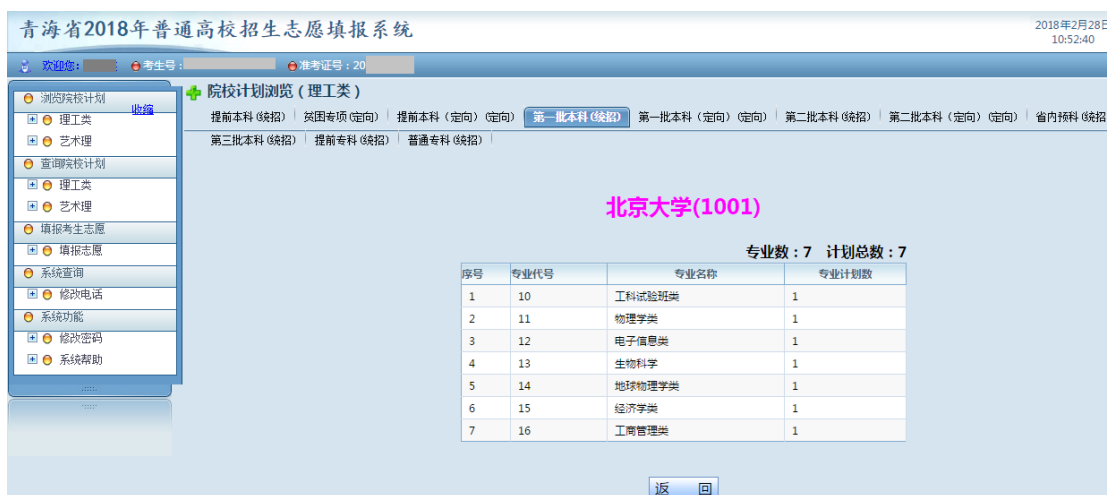 青海省2018年普通高校招生志愿填报系统
2018年2月28日
10:52:40
欢迎您:
考生号:
准考证号:20
浏览院校计划
收缩
理工类
艺术理
查询院校计划
理工类
艺术理
填报考生志愿
填报志愿
系统查询
修改电话
系统功能
修改密码
系统帮助
院校计划浏览(理工类)
提前本科(统招) 贫困专项(定向) 提前本科(定向)(定向) 第一批本科(统招) 第一批本科(定向)(定向) 第二批本科(统招) 第二批本科(定向)(定向) 省内预科(统招
第三批本科(统招) 提前专科(统招) 普通专科(统招)
北京大学(1001)
专业数:7 计划总数:7
序号 专业代号 专业名称 专业计划数
1 10 工科试验班类 1
2 11 物理学类 1
3 12 电子信息类 1
4 13 生物科学 1
5 14 地球物理学类 1
6 15 经济学类 1
7 16 工商管理类 1
返 回